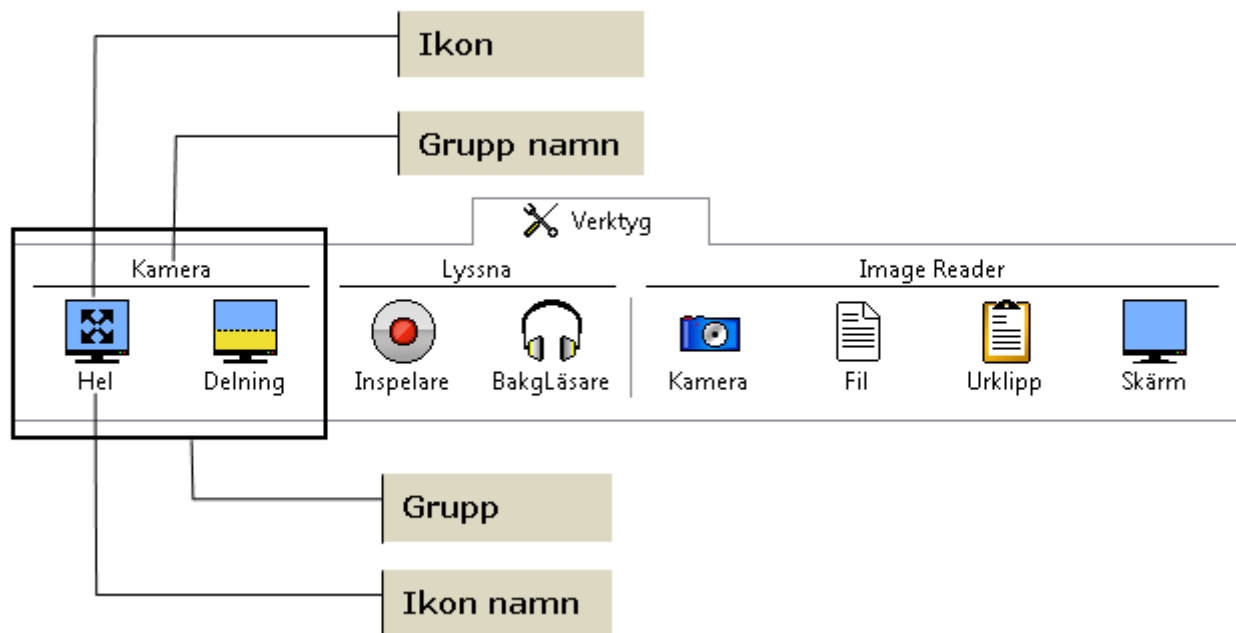 Ikon
Grupp namn
Verktyg
Kamera
Lyssna
Image Reader
Hel
Delning
Inspelare
BakgLäsare
Kamera
Fil
Urklipp
Skärm
Grupp
Ikon namn